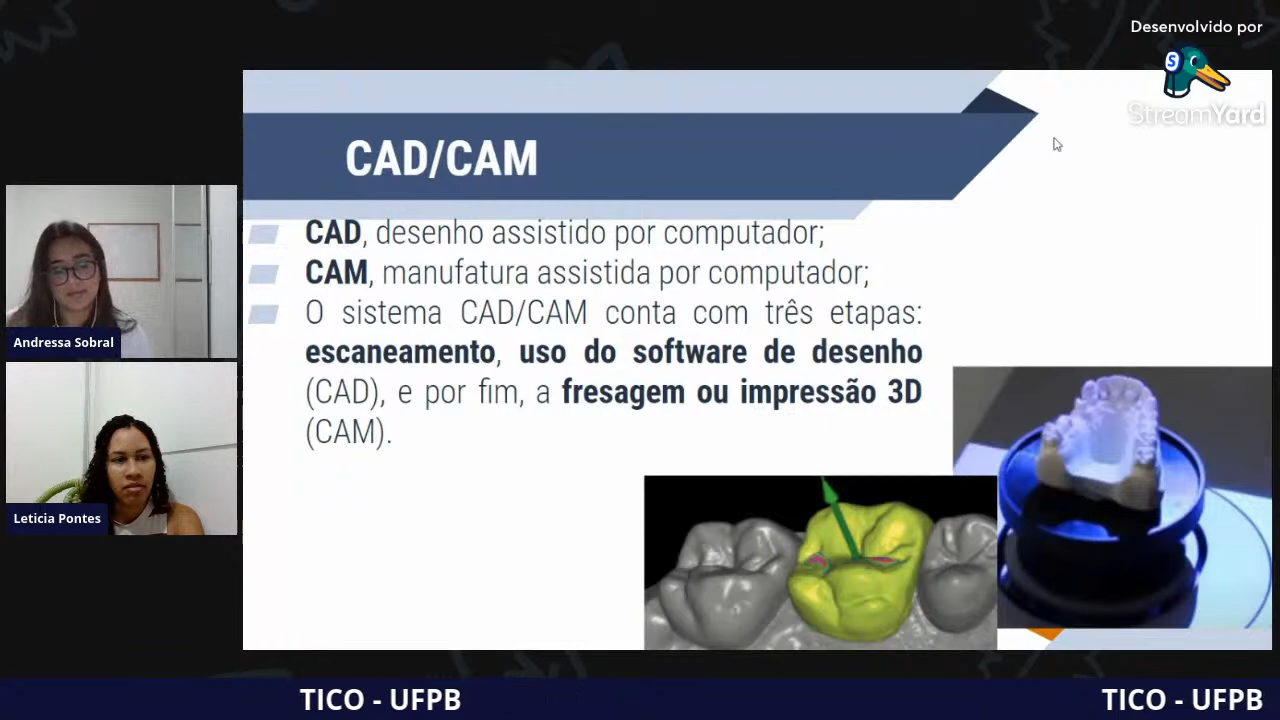 Desenvolvido por
S
StreamYard
CAD/CAM
CAD, desenho assistido por computador;
CAM, manufatura assistida por computador;
O sistema CAD/CAM conta com três etapas:
escaneamento, uso do software de desenho
(CAD), e por fim, a fresagem ou impressão 3D
(CAM).
Andressa Sobral
Leticia Pontes
TICO - UFPB
TICO - UFPB